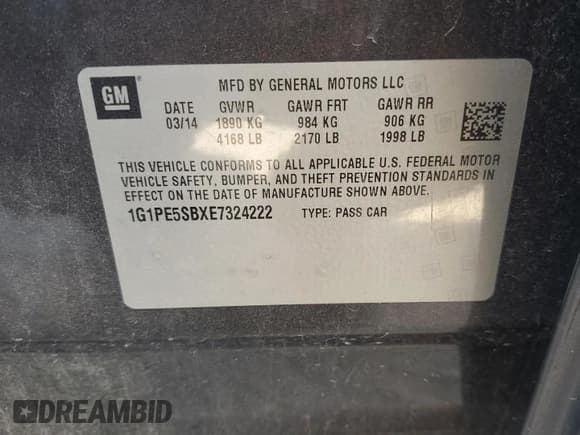 GM
MFD BY GENERAL MOTORS LLC
DATE GVWR GAWR FRT GAWR RR
03/14 1890 KG 984 KG 906 KG
4168 LB 2170 LB 1998 LB
THIS VEHICLE CONFORMS TO ALL APPLICABLE U.S. FEDERAL MOTOR
VEHICLE SAFETY, BUMPER, AND THEFT PREVENTION STANDARDS IN
EFFECT ON THE DATE OF MANUFACTURE SHOWN ABOVE.
1G1PE5SBXE7324222 TYPE: PASS CAR
DREAMBID